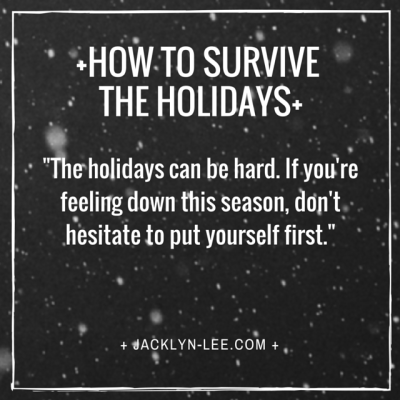 +HOW TO SURVIVE
THE HOLIDAYS+
"The holidays can be hard. If you're
feeling down this season, don't
hesitate to put yourself first."
+ JACKLYN-LEE.COM +